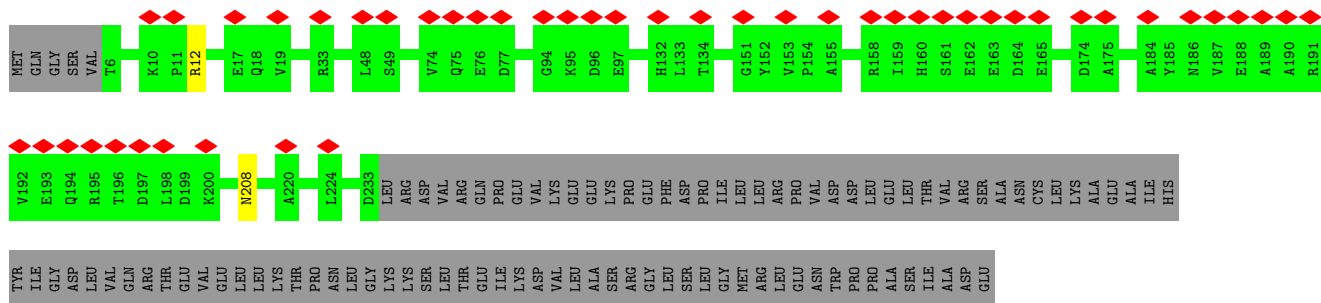 MET GLN GLY SER VAL T6 K10 P11 R12 E17 Q18 V19 R33 L48 S49 V74 Q75 E76 D77 G94 K95 D96 E97 H132 L133 T134 G151 Y152 V153 P154 A155 R158 I159 H160 S161 E162 E163 D164 E165 D174 A175 A184 Y185 N186 V187 E188 A189 A190 R191
V192 E193 Q194 R195 T196 D197 L198 D199 K200 N208 A220 L224 D233 LEU ARG ASP VAL ARG GLN PRO GLU VAL LYS GLU GLU LYS PRO GLU PHE ASP PRO ILE LEU LEU ARG PRO VAL ASP ASP LEU GLU LEU THR VAL ARG SER ALA ASN CYS LEU LYS ALA GLU ALA ILE HIS
TYR ILE GLY ASP LEU VAL GLN ARG THR GLU VAL GLU LEU LEU LYS THR PRO ASN LEU GLY LYS LYS SER LEU THR GLU ILE LYS ASP VAL LEU ALA SER ARG GLY LEU SER LEU GLY MET ARG LEU GLU ASN TRP PRO PRO ALA SER ILE ALA ASP GLU